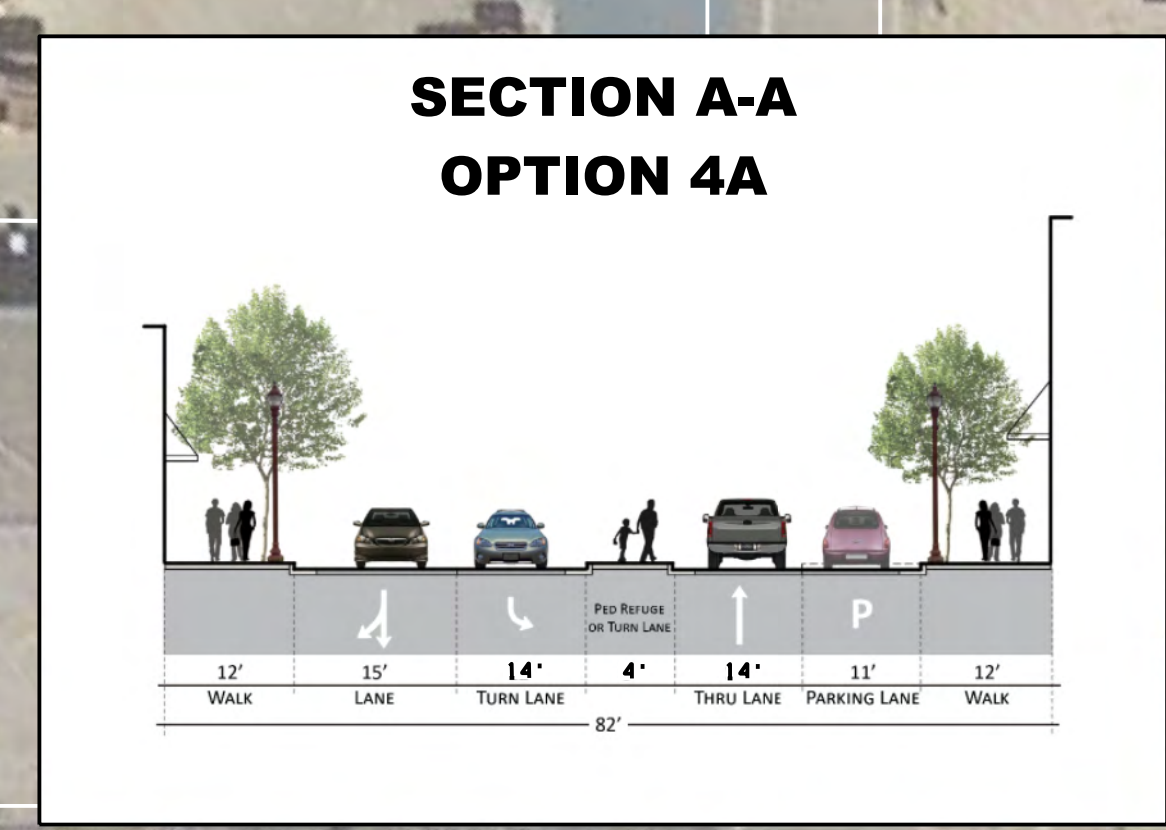 SECTION A-A
OPTION 4A
PED REFUGE
OR TURN LANE
P
12' 15' 14' 4' 14' 11' 12'
WALK LANE TURN LANE THRU LANE PARKING LANE WALK
82'